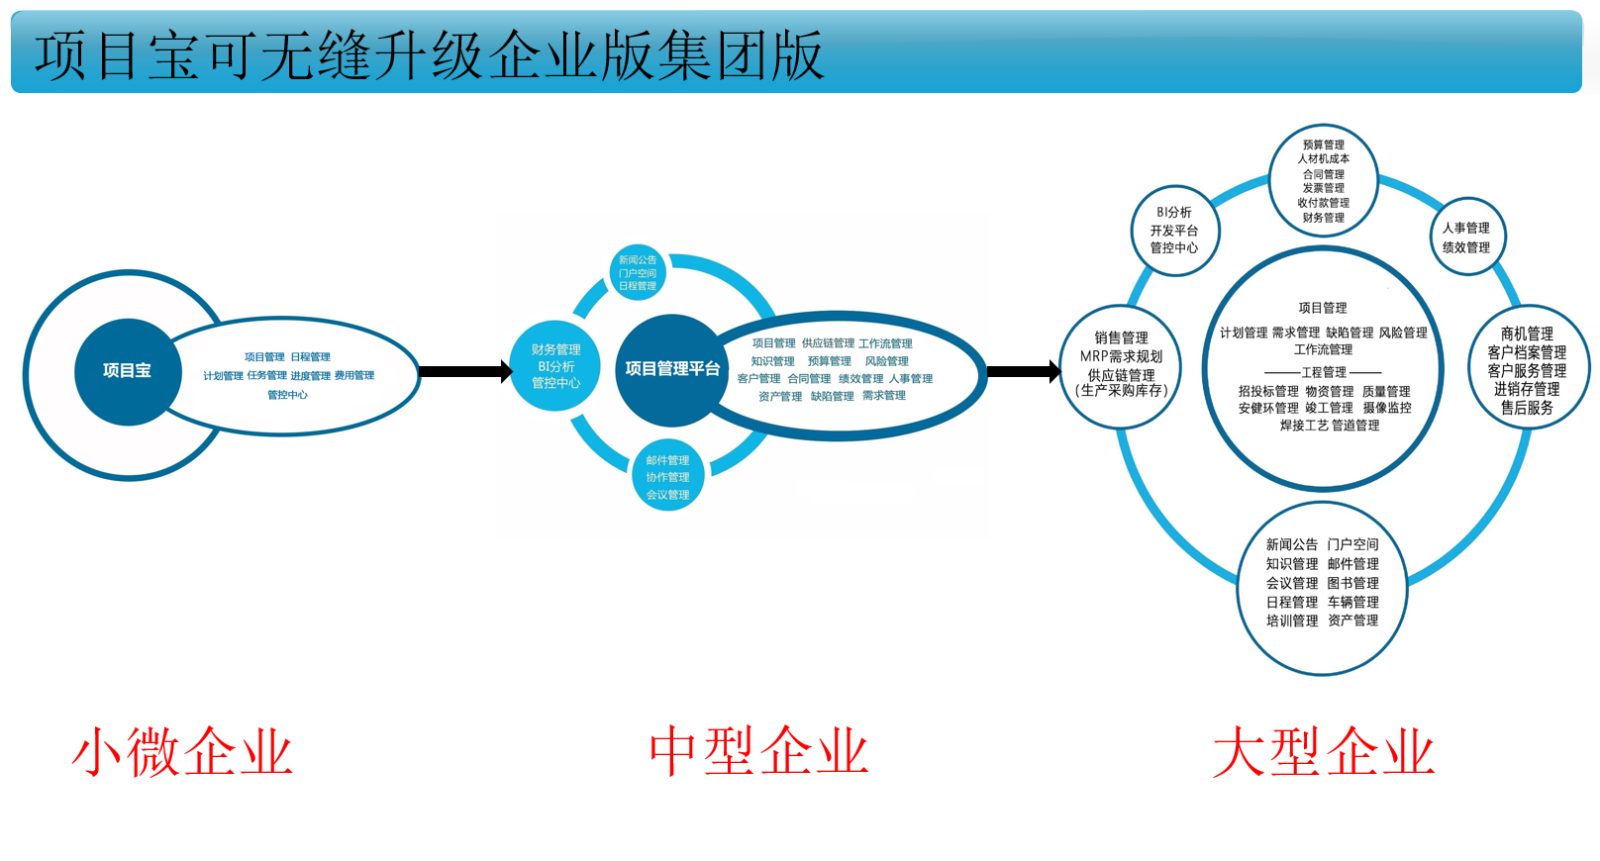 项目宝可无缝升级企业版集团版
项目宝
项目管理 日程管理
计划管理 任务管理 进度管理 费用管理
管控中心
新闻公告
门户空间
日程管理
财务管理
BI分析
管控中心
项目管理平台
项目管理 供应链管理 工作流管理
知识管理 预算管理 风险管理
客户管理 合同管理 绩效管理 人事管理
资产管理 缺陷管理 需求管理
邮件管理
协作管理
会议管理
预算管理
人材机成本
合同管理
发票管理
收付款管理
财务管理
BI分析
开发平台
管控中心
人事管理
绩效管理
销售管理
MRP需求规划
供应链管理
(生产采购库存)
项目管理
计划管理 需求管理 缺陷管理 风险管理
工作流管理
工程管理
招投标管理 物资管理 质量管理
安健环管理 竣工管理 摄像监控
焊接工艺 管道管理
商机管理
客户档案管理
客户服务管理
进销存管理
售后服务
新闻公告 门户空间
知识管理 邮件管理
会议管理 图书管理
日程管理 车辆管理
培训管理 资产管理
小微企业
中型企业
大型企业